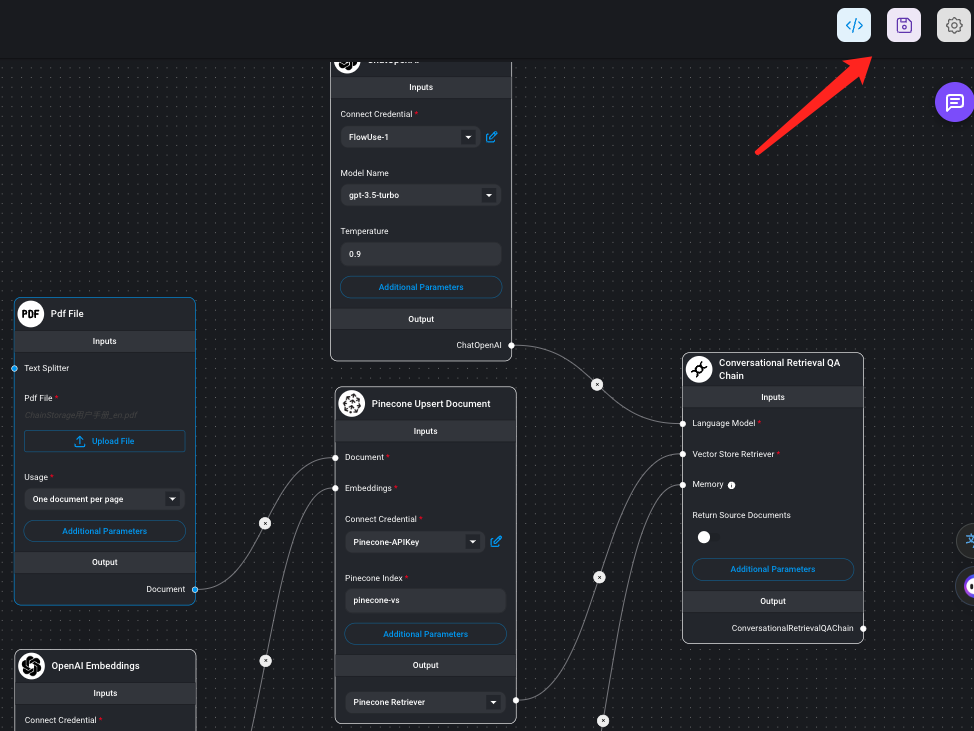 ChatOpenAI
Inputs
Connect Credential *
FlowUse-1
Model Name
gpt-3.5-turbo
Temperature
0.9
Additional Parameters
Output
ChatOpenAI
PDF
Pdf File
Inputs
Text Splitter
Pdf File *
ChainStorage用户手册_en.pdf
Upload File
Usage *
One document per page
Additional Parameters
Output
Document
Pinecone Upsert Document
Inputs
Document *
Embeddings *
Connect Credential *
Pinecone-APIKey
Pinecone Index *
pinecone-vs
Additional Parameters
Output
Pinecone Retriever
Conversational Retrieval QA
Chain
Inputs
Language Model *
Vector Store Retriever *
Memory
Return Source Documents
Additional Parameters
Output
ConversationalRetrievalQAChain
OpenAI Embeddings
Inputs
Connect Credential *